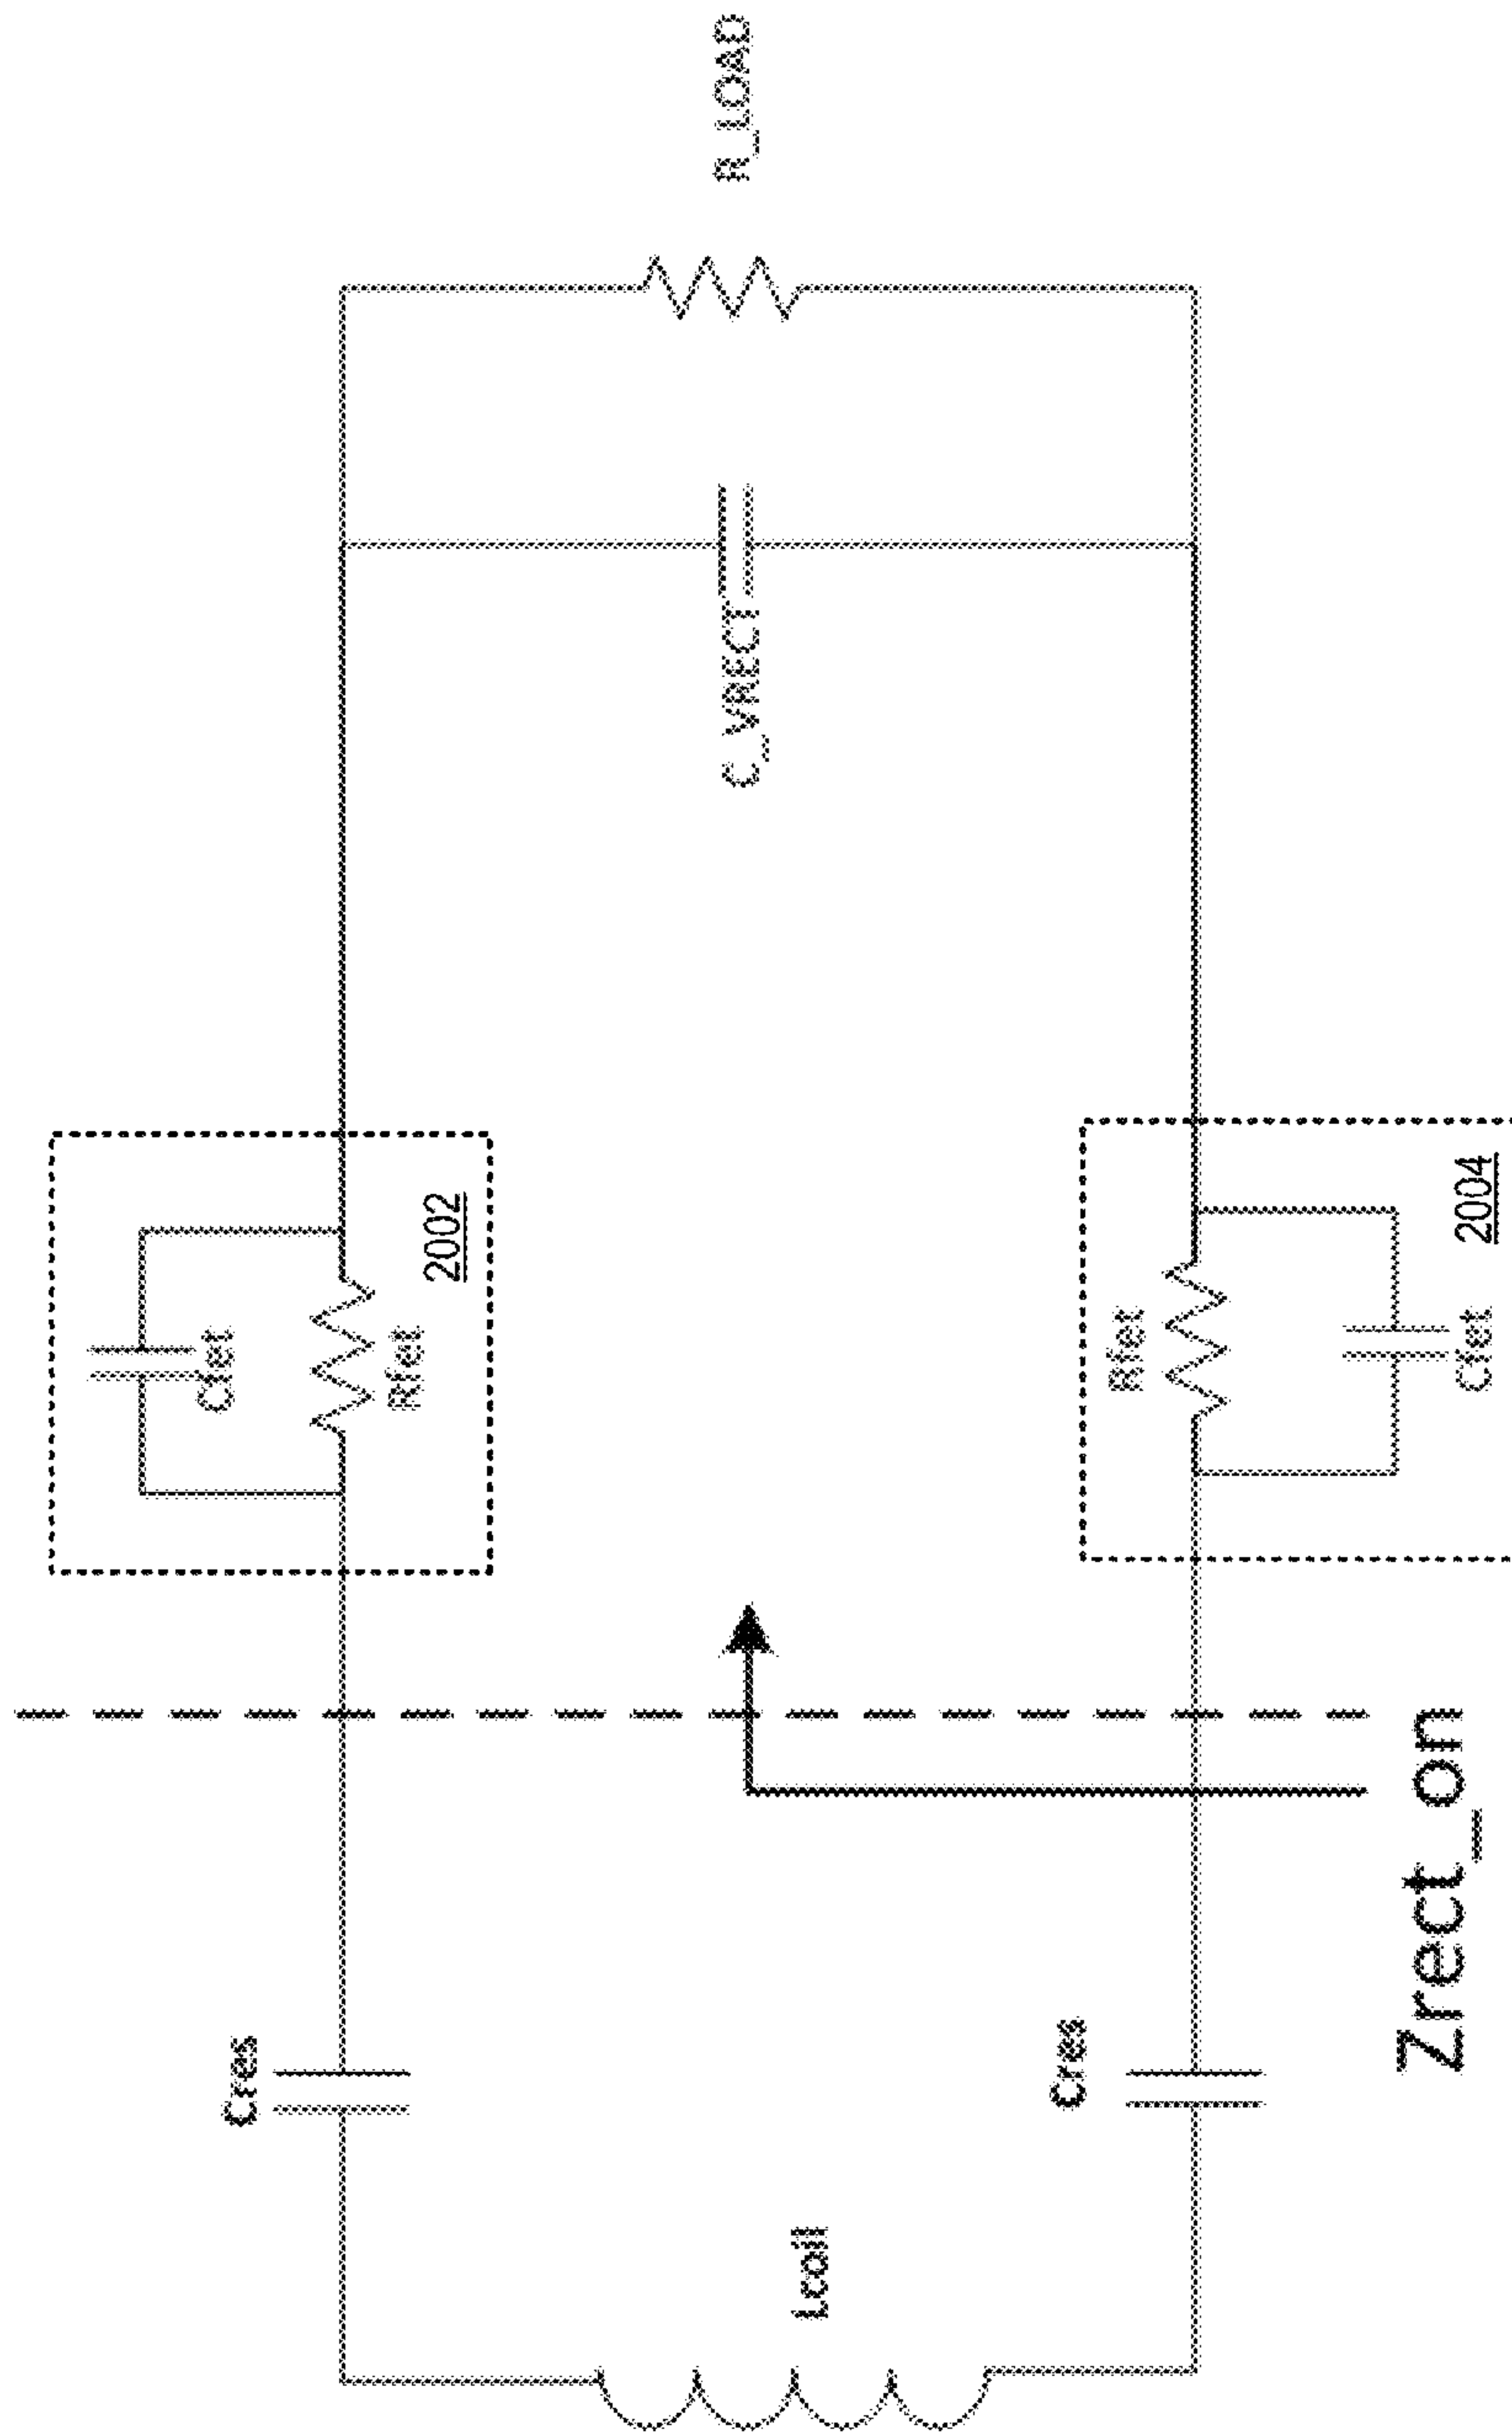 Cfet
Rfet
2002
Cres
Lcoil
C_VRECT
R_LOAD
Cres
Rfet
Cfet
2004
Zrect_on